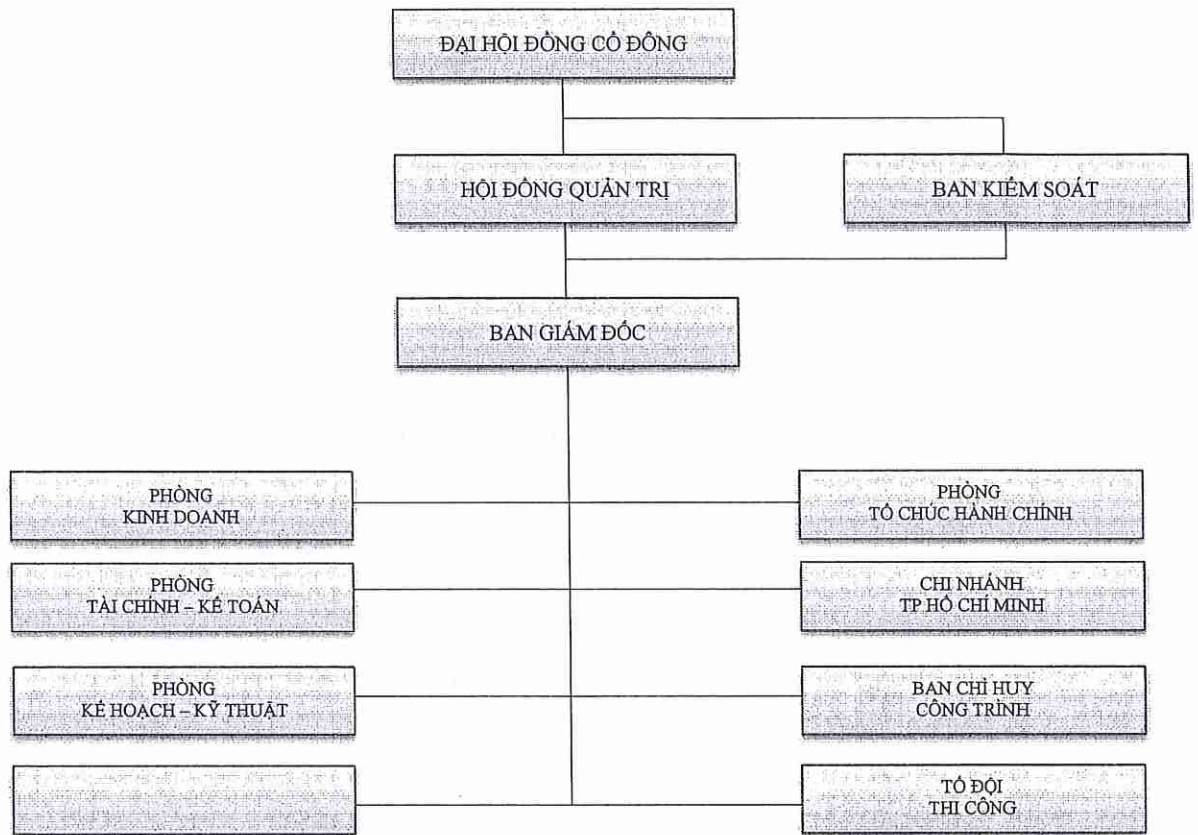 ĐẠI HỘI ĐỒNG CỔ ĐÔNG
HỘI ĐỒNG QUẢN TRỊ
BAN KIỂM SOÁT
BAN GIÁM ĐỐC
PHÒNG
KINH DOANH
PHÒNG
TỔ CHỨC HÀNH CHÍNH
PHÒNG
TÀI CHÍNH – KẾ TOÁN
CHI NHÁNH
TP HỒ CHÍ MINH
PHÒNG
KẾ HOẠCH – KỸ THUẬT
BAN CHỈ HUY
CÔNG TRÌNH
TỔ ĐỘI
THI CÔNG